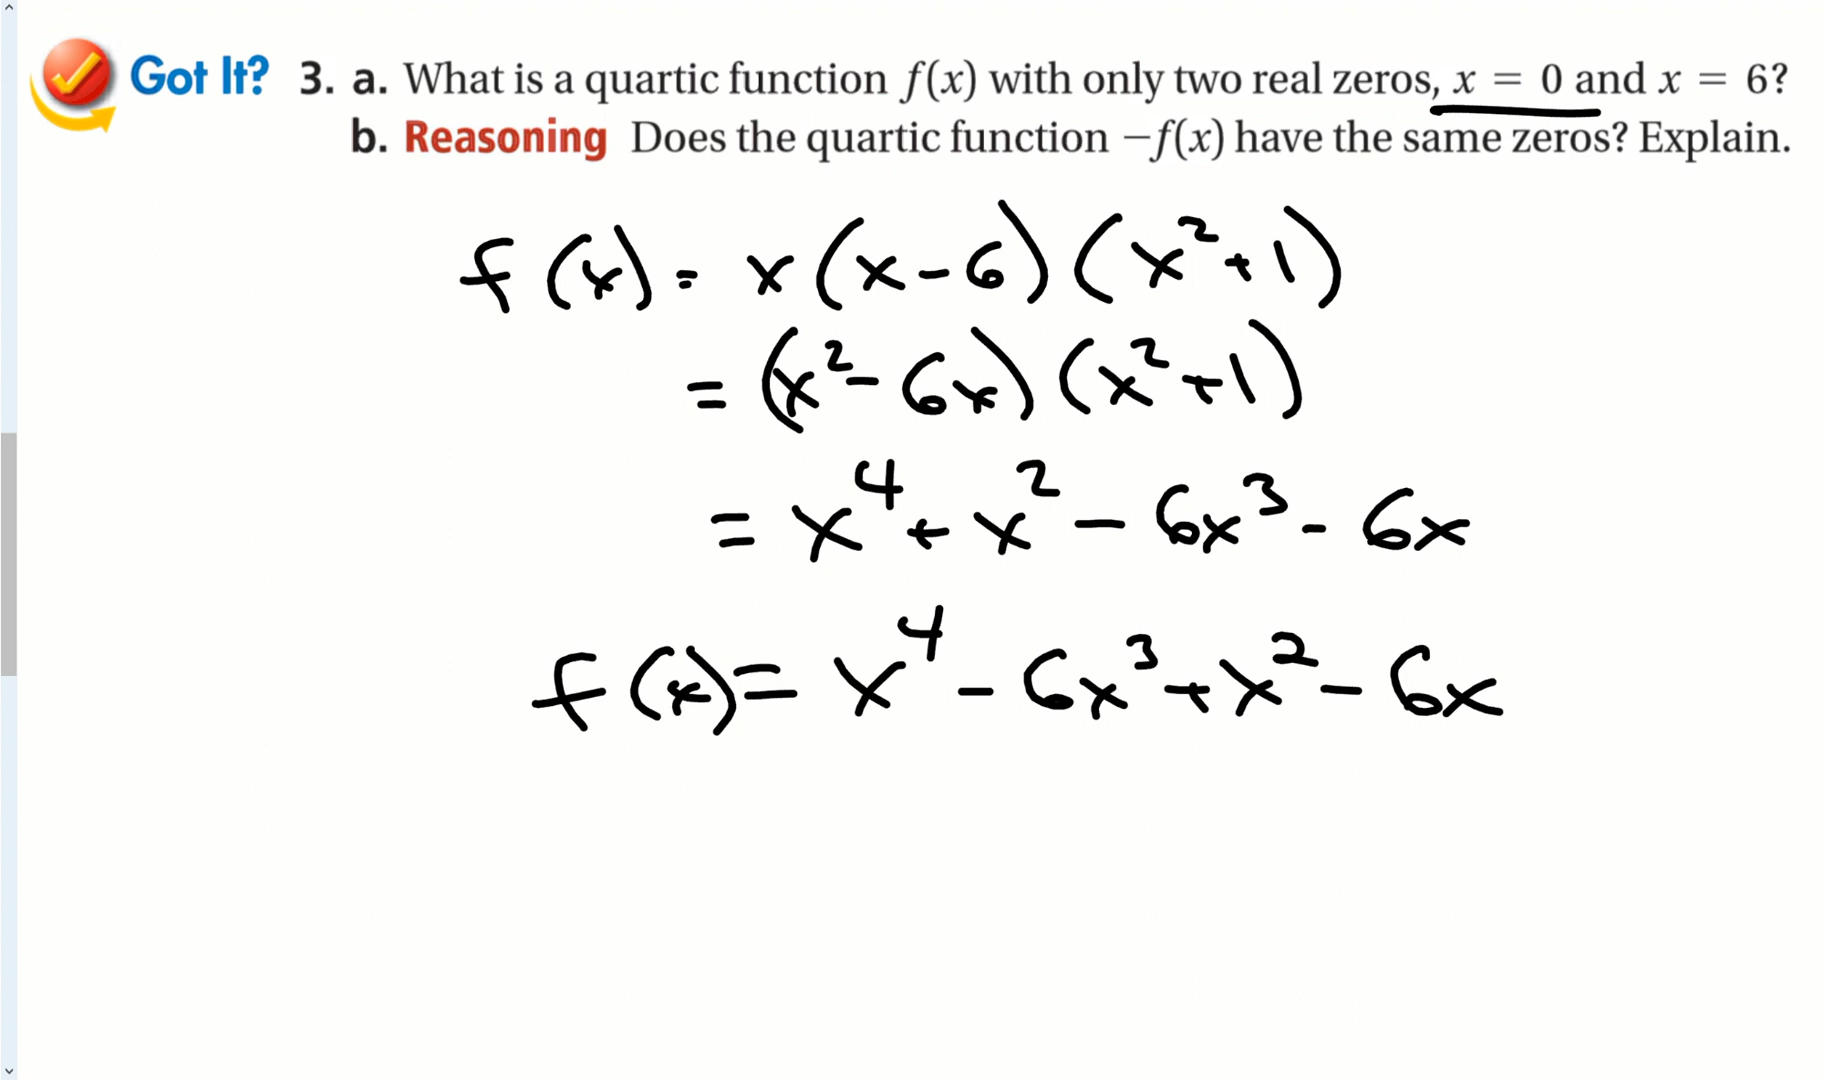 Got It? 3. a. What is a quartic function f(x) with only two real zeros, x = 0 and x = 6?
b. Reasoning Does the quartic function −f(x) have the same zeros? Explain.
f(x) = x(x-6)(x²+1)
= (x²-6x)(x²+1)
= x⁴+x²-6x³-6x
f(x)= x⁴-6x³+x²-6x